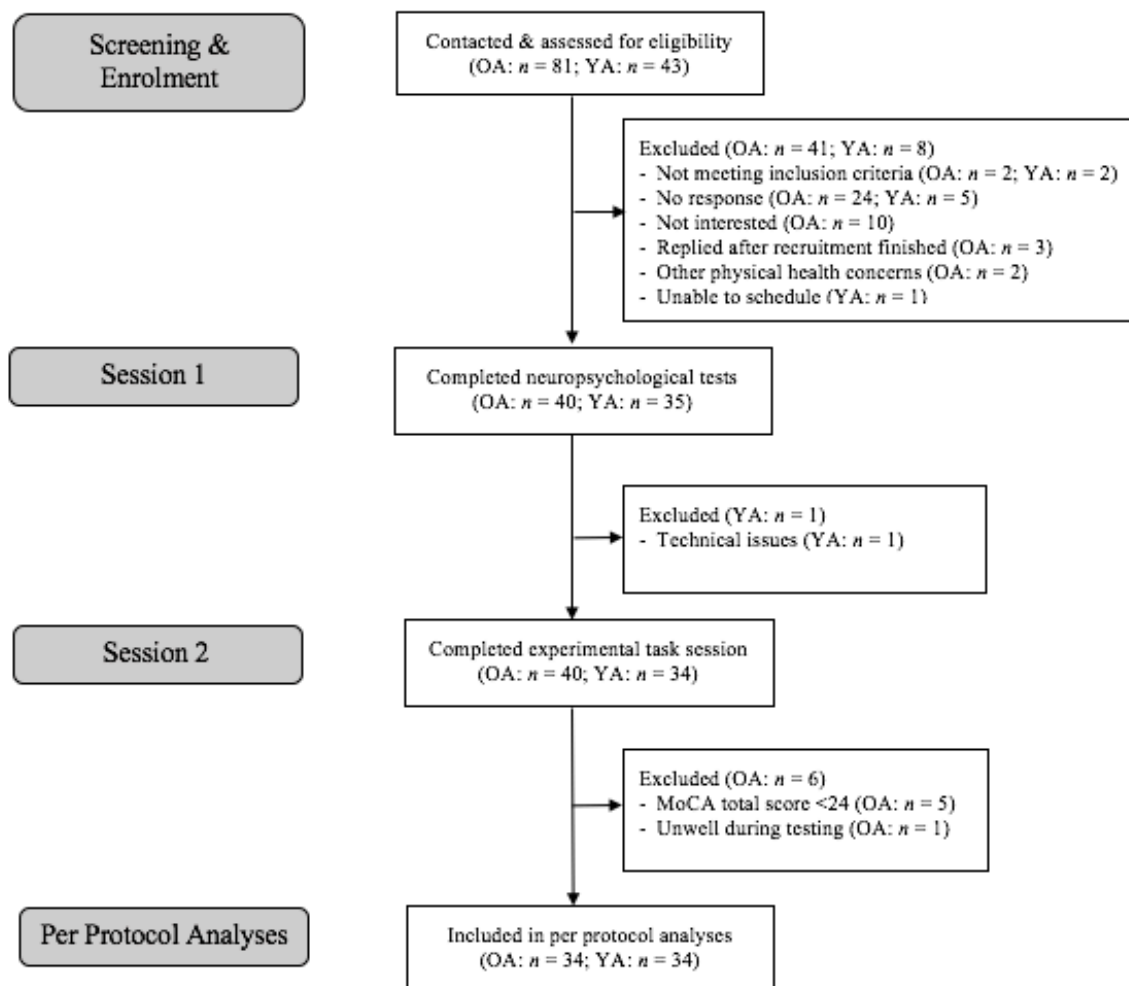 Screening &
Enrolment
Contacted & assessed for eligibility
(OA: n = 81; YA: n = 43)
Excluded (OA: n = 41; YA: n = 8)
- Not meeting inclusion criteria (OA: n = 2; YA: n = 2)
- No response (OA: n = 24; YA: n = 5)
- Not interested (OA: n = 10)
- Replied after recruitment finished (OA: n = 3)
- Other physical health concerns (OA: n = 2)
- Unable to schedule (YA: n = 1)
Session 1
Completed neuropsychological tests
(OA: n = 40; YA: n = 35)
Excluded (YA: n = 1)
- Technical issues (YA: n = 1)
Session 2
Completed experimental task session
(OA: n = 40; YA: n = 34)
Excluded (OA: n = 6)
- MoCA total score <24 (OA: n = 5)
- Unwell during testing (OA: n = 1)
Per Protocol Analyses
Included in per protocol analyses
(OA: n = 34; YA: n = 34)